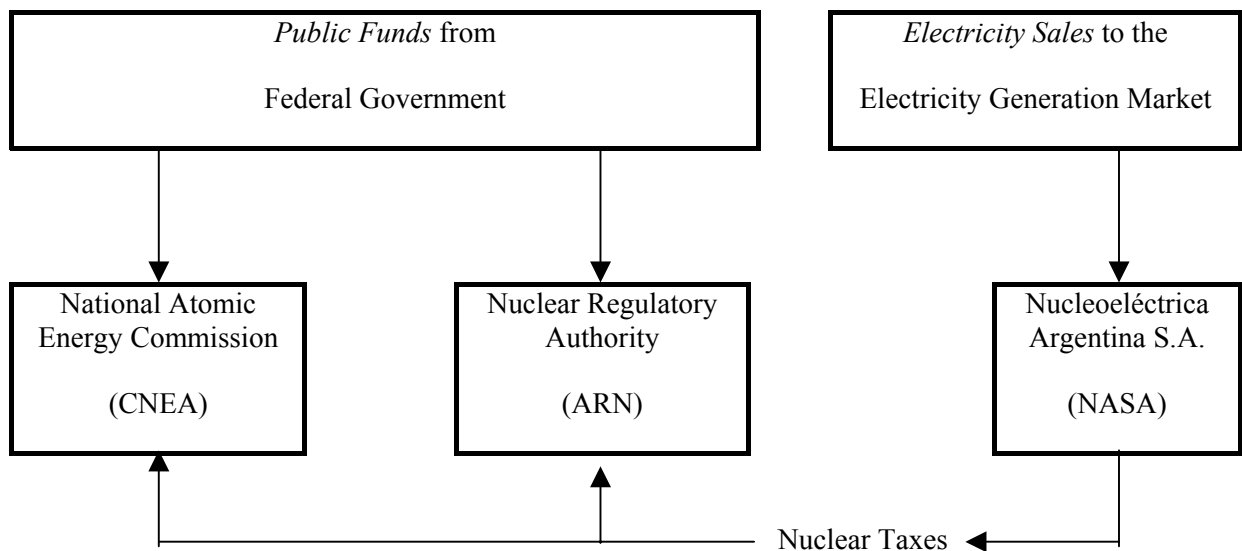 Public Funds from
Federal Government
Electricity Sales to the
Electricity Generation Market
National Atomic
Energy Commission
(CNEA)
Nuclear Regulatory
Authority
(ARN)
Nucleoeléctrica
Argentina S.A.
(NASA)
Nuclear Taxes